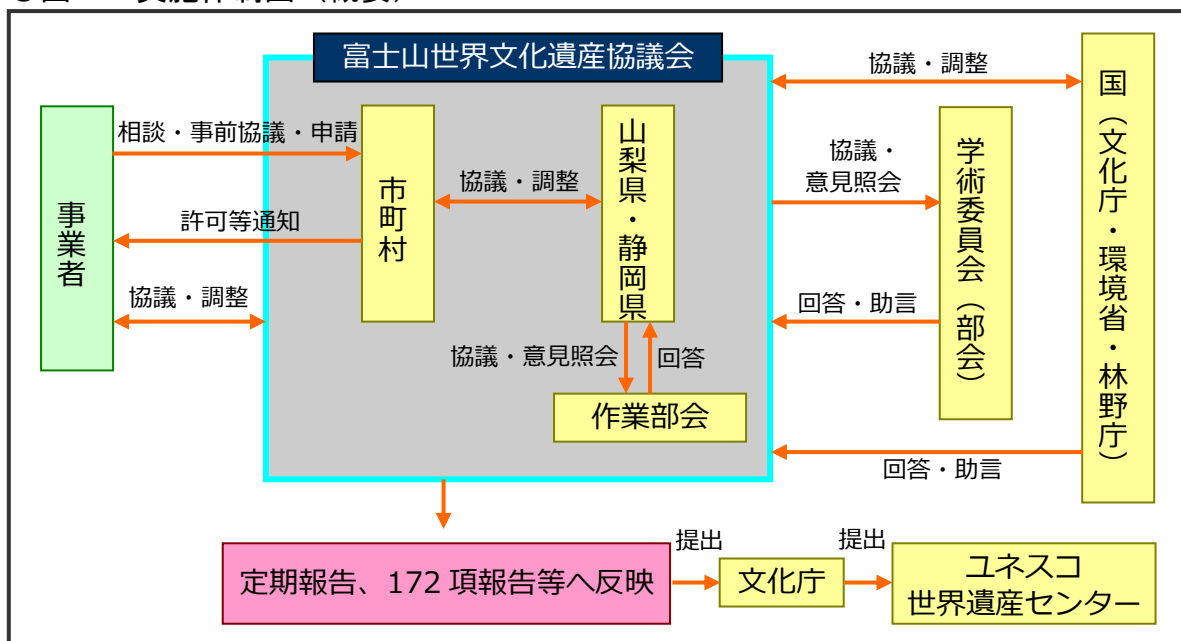 富士山世界文化遺産協議会
事業者
相談・事前協議・申請
許可等通知
協議・調整
市町村
協議・調整
山梨県・静岡県
協議・意見照会
回答
作業部会
協議・調整
協議・
意見照会
回答・助言
学術委員会（部会）
回答・助言
国（文化庁・環境省・林野庁）
定期報告、172 項報告等へ反映
提出
文化庁
提出
ユネスコ
世界遺産センター